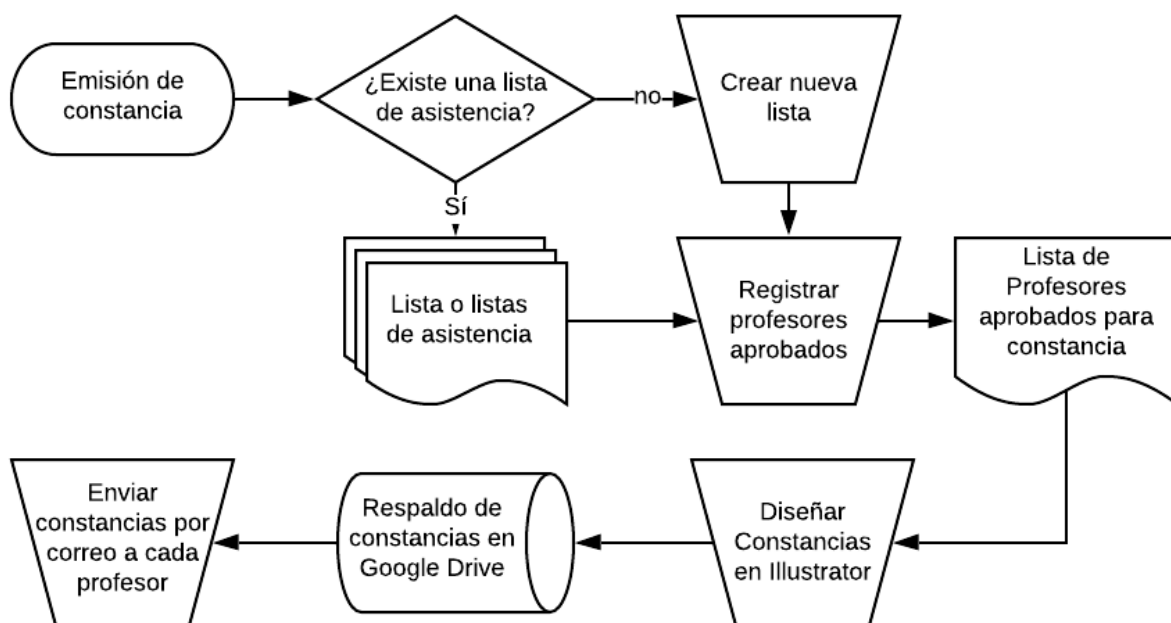 Emisión de
constancia
¿Existe una lista
de asistencia?
no
Crear nueva
lista
Sí
Lista o listas
de asistencia
Registrar
profesores
aprobados
Lista de
Profesores
aprobados para
constancia
Diseñar
Constancias
en Illustrator
Respaldo de
constancias en
Google Drive
Enviar
constancias por
correo a cada
profesor